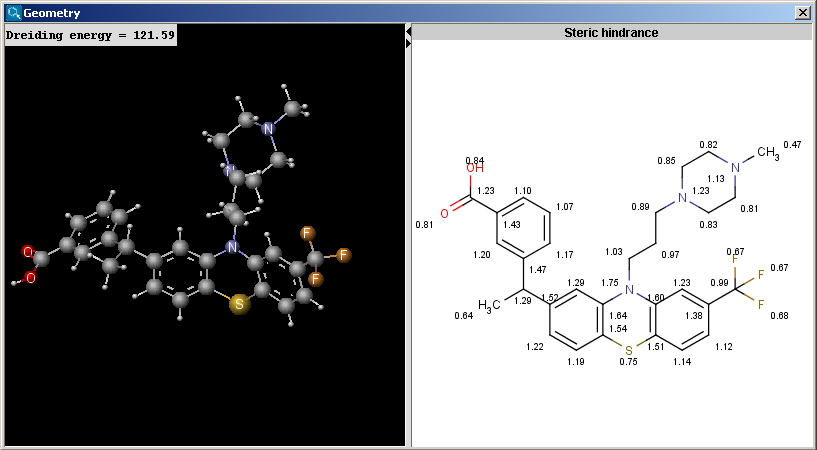 Geometry
Dreiding energy = 121.59
Steric hindrance
N
N
N
S
O
O
F
F
F
0.82
CH3
0.47
0.84
OH
0.85
N
1.13
1.23
1.10
N
1.23
O
0.81
1.43
1.07
0.89
0.83
0.81
1.20
1.17
1.03
0.97
0.67
F
1.47
F
0.67
H3C
1.29
1.52
1.29
1.75
N
1.60
1.23
0.99
F
0.68
0.64
1.64
1.38
1.54
1.22
S
1.51
1.12
1.19
0.75
1.14